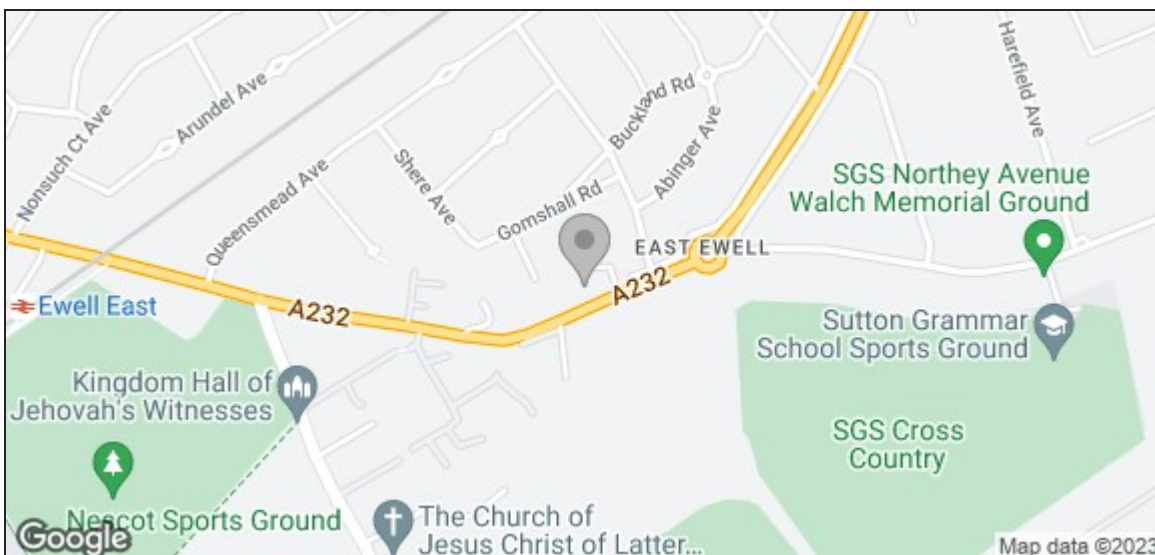 Harefield Ave
Arundel Ave
Buckland Rd
Nonsuch Ct Ave
Abinger Ave
Shere Ave
Queensmead Ave
Gomshall Rd
SGS Northey Avenue
Walch Memorial Ground
EAST EWELL
A232
Ewell East
A232
Sutton Grammar
School Sports Ground
Kingdom Hall of
Jehovah's Witnesses
SGS Cross
Country
Nescot Sports Ground
The Church of
Jesus Christ of Latter...
Google
Map data ©2023